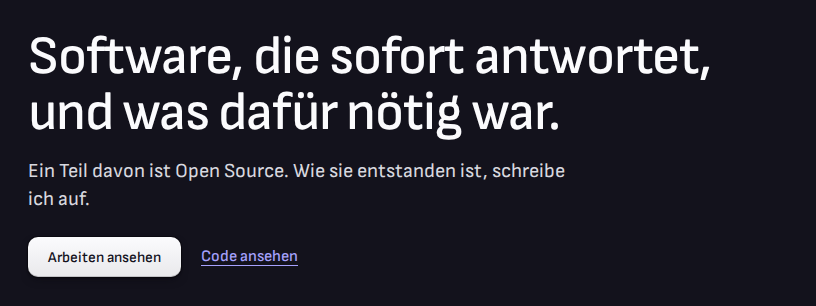 Software, die sofort antwortet,
und was dafür nötig war.
Ein Teil davon ist Open Source. Wie sie entstanden ist, schreibe
ich auf.
Arbeiten ansehen
Code ansehen